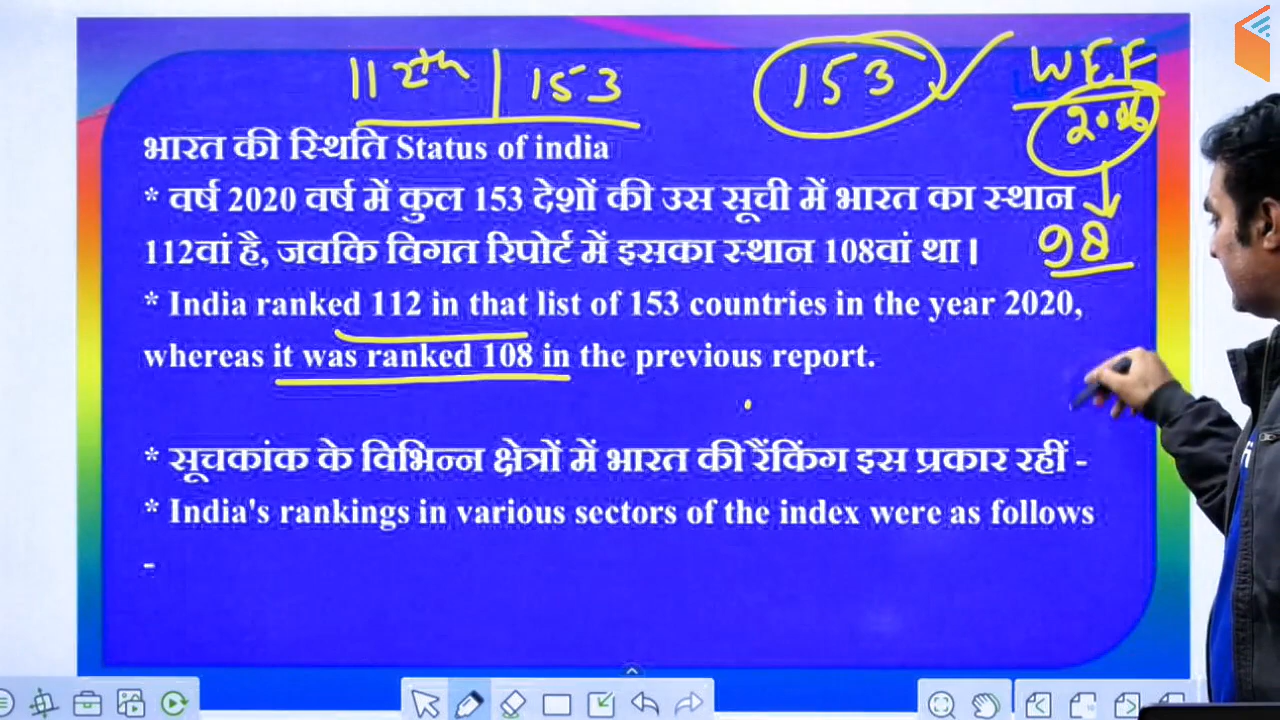 112th | 153
153
WEF
2006
98
भारत की स्थिति Status of india
* वर्ष 2020 वर्ष में कुल 153 देशों की उस सूची में भारत का स्थान
112वां है, जवकि विगत रिपोर्ट में इसका स्थान 108वां था।
* India ranked 112 in that list of 153 countries in the year 2020,
whereas it was ranked 108 in the previous report.
* सूचकांक के विभिन्न क्षेत्रों में भारत की रैंकिंग इस प्रकार रहीं -
* India's rankings in various sectors of the index were as follows
-